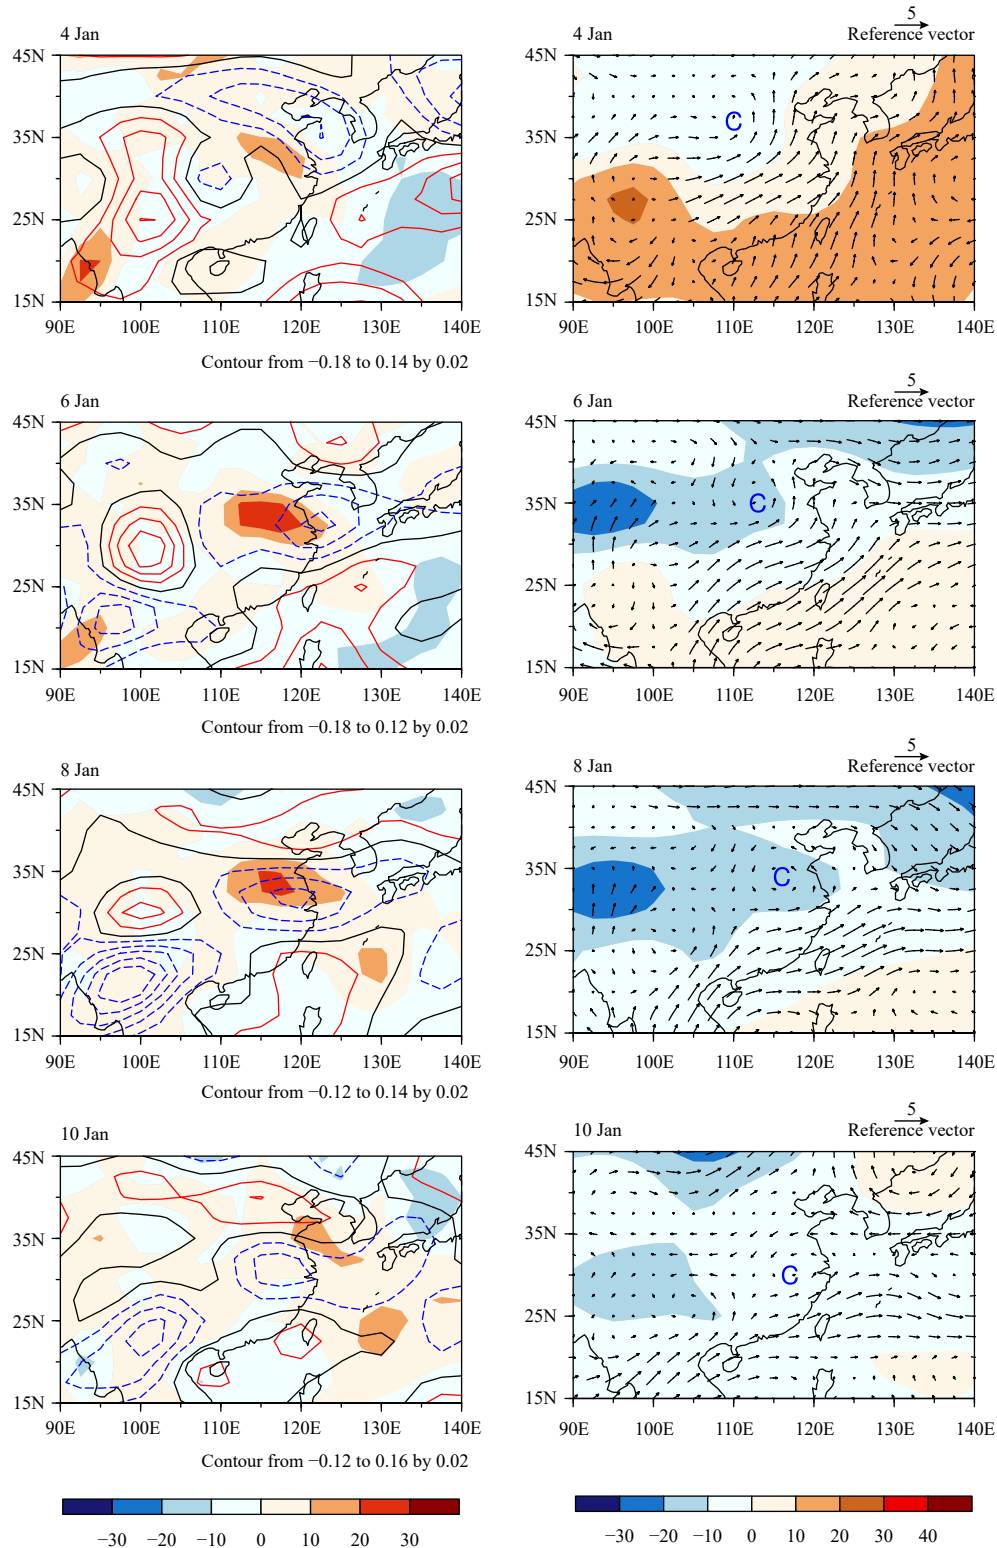 4 Jan
45N
35N
25N
15N
90E 100E 110E 120E 130E 140E
Contour from −0.18 to 0.14 by 0.02
5
4 Jan Reference vector
45N
35N
C
25N
15N
90E 100E 110E 120E 130E 140E
6 Jan
45N
35N
25N
15N
90E 100E 110E 120E 130E 140E
Contour from −0.18 to 0.12 by 0.02
5
6 Jan Reference vector
45N
35N
C
25N
15N
90E 100E 110E 120E 130E 140E
8 Jan
45N
35N
25N
15N
90E 100E 110E 120E 130E 140E
Contour from −0.12 to 0.14 by 0.02
5
8 Jan Reference vector
45N
35N
C
25N
15N
90E 100E 110E 120E 130E 140E
10 Jan
45N
35N
25N
15N
90E 100E 110E 120E 130E 140E
Contour from −0.12 to 0.16 by 0.02
5
10 Jan Reference vector
45N
35N
C
25N
15N
90E 100E 110E 120E 130E 140E
−30 −20 −10 0 10 20 30
−30 −20 −10 0 10 20 30 40